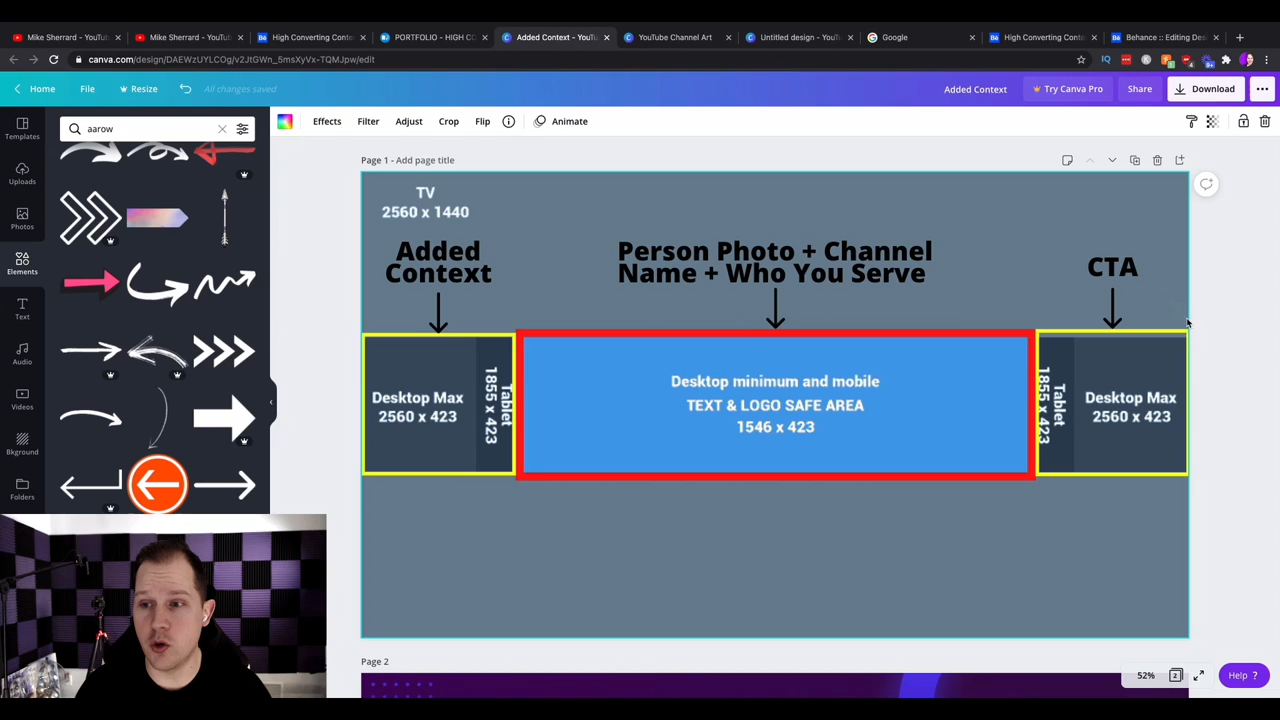 Mike Sherrard - YouTub
Mike Sherrard - YouTub
High Converting Conte
PORTFOLIO - HIGH CO
Added Context - YouTu
YouTube Channel Art
Untitled design - YouTu
Google
High Converting Conte
Behance :: Editing Des
canva.com/design/DAEWzUYLCOg/v2JtGWn_5msXyVx-TQMJpw/edit
Home
File
Resize
All changes saved
Added Context
Try Canva Pro
Share
Download
Templates
Uploads
Photos
Elements
Text
Audio
Videos
Bkground
Folders
aarow
Effects
Filter
Adjust
Crop
Flip
Animate
Page 1 - Add page title
TV
2560 x 1440
Added
Context
Person Photo + Channel
Name + Who You Serve
CTA
Desktop Max
2560 x 423
Tablet
1855 x 423
Desktop minimum and mobile
TEXT & LOGO SAFE AREA
1546 x 423
Tablet
1855 x 423
Desktop Max
2560 x 423
Page 2
52%
2
Help ?